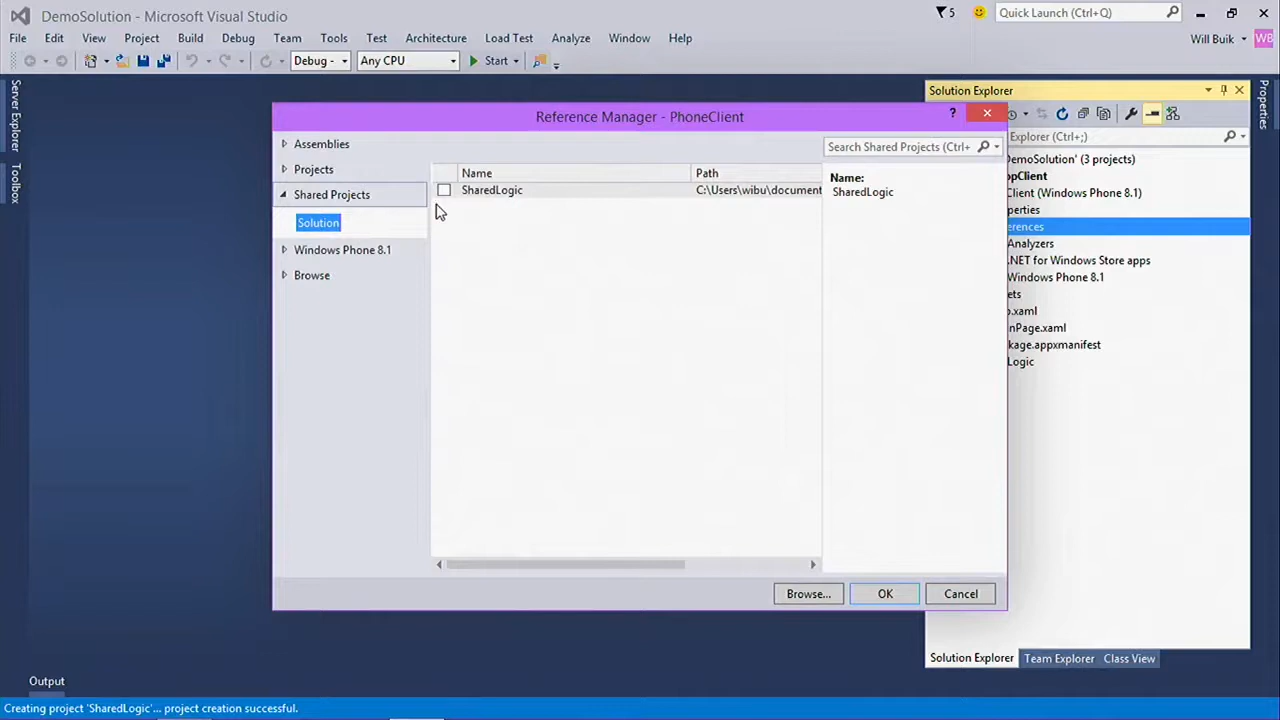 DemoSolution - Microsoft Visual Studio
5
Quick Launch (Ctrl+Q)
File Edit View Project Build Debug Team Tools Test Architecture Load Test Analyze Window Help
Will Buik WB
Debug - Any CPU Start
Server Explorer
Toolbox
Properties
Solution Explorer
Explorer (Ctrl+;)
DemoSolution' (3 projects)
ppClient
Client (Windows Phone 8.1)
perties
erences
Analyzers
.NET for Windows Store apps
Windows Phone 8.1
ets
o.xaml
nPage.xaml
kage.appxmanifest
Logic
Solution Explorer Team Explorer Class View
Reference Manager - PhoneClient
?
Assemblies
Projects
Shared Projects
Solution
Windows Phone 8.1
Browse
Name Path
SharedLogic C:\Users\wibu\document
Search Shared Projects (Ctrl+
Name:
SharedLogic
Browse... OK Cancel
Output
Creating project 'SharedLogic'... project creation successful.